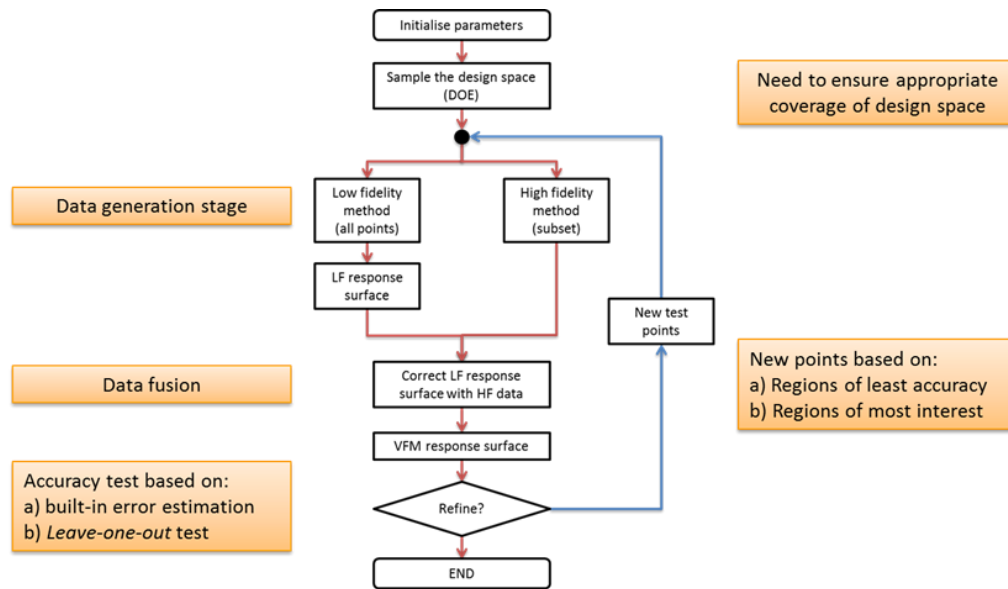 Initialise parameters
Sample the design space
(DOE)
Need to ensure appropriate
coverage of design space
Data generation stage
Low fidelity
method
(all points)
High fidelity
method
(subset)
LF response
surface
New test
points
Data fusion
Correct LF response
surface with HF data
New points based on:
a) Regions of least accuracy
b) Regions of most interest
VFM response surface
Accuracy test based on:
a) built-in error estimation
b) Leave-one-out test
Refine?
END